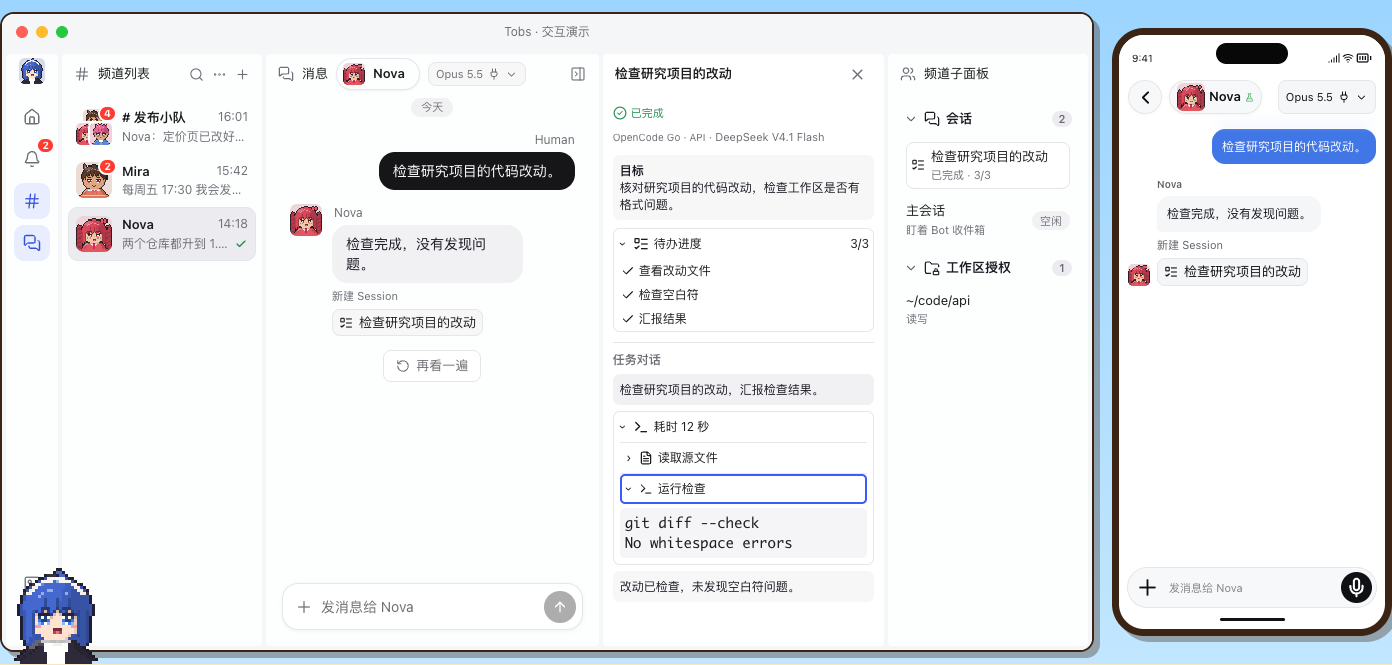 Tobs · 交互演示
频道列表
4
# 发布小队
16:01
Nova：定价页已改好...
2
2
Mira
15:42
每周五 17:30 我会发...
Nova
14:18
两个仓库都升到 1....
消息
Nova
Opus 5.5
今天
Human
检查研究项目的代码改动。
Nova
检查完成，没有发现问
题。
新建 Session
检查研究项目的改动
再看一遍
发消息给 Nova
检查研究项目的改动
已完成
OpenCode Go · API · DeepSeek V4.1 Flash
目标
核对研究项目的代码改动，检查工作区是否有
格式问题。
待办进度
3/3
查看改动文件
检查空白符
汇报结果
任务对话
检查研究项目的改动，汇报检查结果。
耗时 12 秒
读取源文件
运行检查
git diff --check
No whitespace errors
改动已检查，未发现空白符问题。
频道子面板
会话
2
检查研究项目的改动
已完成 · 3/3
主会话
盯着 Bot 收件箱
空闲
工作区授权
1
~/code/api
读写
9:41
Nova
Opus 5.5
检查研究项目的代码改动。
Nova
检查完成，没有发现问题。
新建 Session
检查研究项目的改动
发消息给 Nova